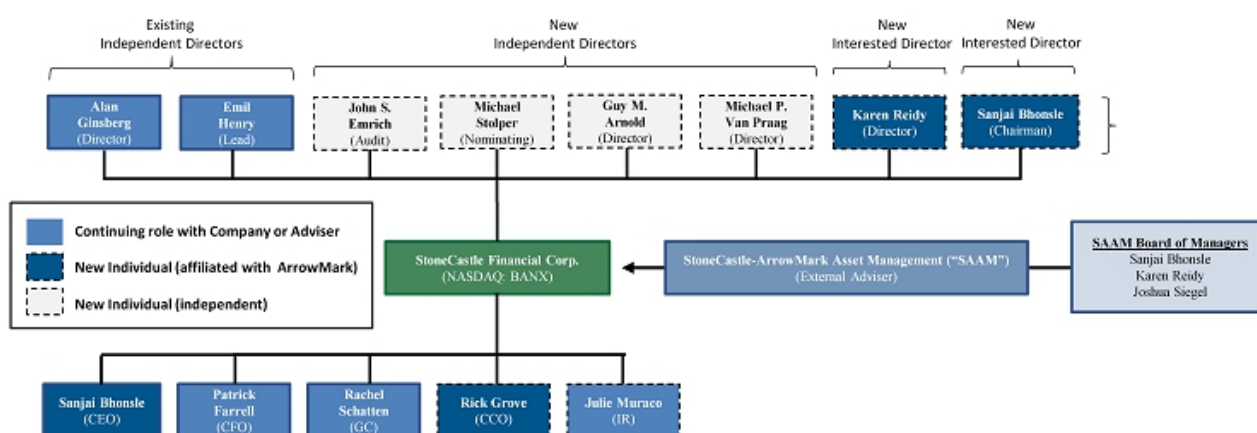 Existing
Independent Directors
New
Independent Directors
New
Interested Director
New
Interested Director
Alan
Ginsberg
(Director)
Emil
Henry
(Lead)
John S.
Emrich
(Audit)
Michael
Stolper
(Nominating)
Guy M.
Arnold
(Director)
Michael P.
Van Praag
(Director)
Karen Reidy
(Director)
Sanjai Bhonsle
(Chairman)
Continuing role with Company or Adviser
New Individual (affiliated with ArrowMark)
New Individual (independent)
StoneCastle Financial Corp.
(NASDAQ: BANX)
StoneCastle-ArrowMark Asset Management (“SAAM”)
(External Adviser)
SAAM Board of Managers
Sanjai Bhonsle
Karen Reidy
Joshua Siegel
Sanjai Bhonsle
(CEO)
Patrick
Farrell
(CFO)
Rachel
Schatten
(GC)
Rick Grove
(CCO)
Julie Muraco
(IR)